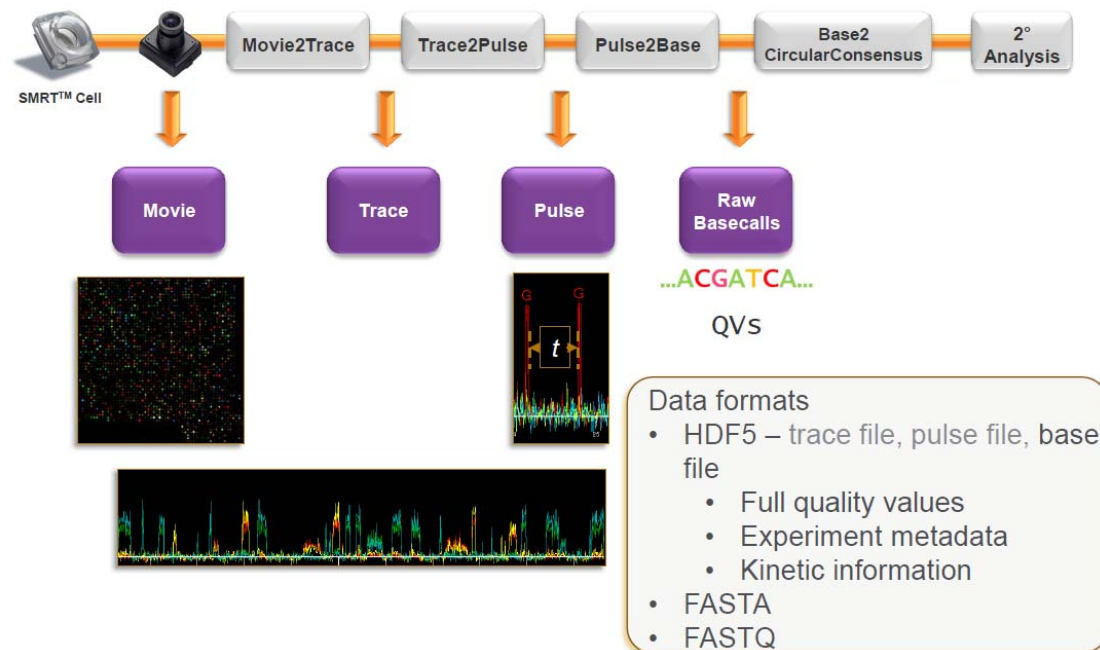 SMRT™ Cell
Movie2Trace
Trace2Pulse
Pulse2Base
Base2
CircularConsensus
2°
Analysis
Movie
Trace
Pulse
Raw
Basecalls
G
G
t
...ACGATCA...
QVs
Data formats
• HDF5 – trace file, pulse file, base
file
• Full quality values
• Experiment metadata
• Kinetic information
• FASTA
• FASTQ